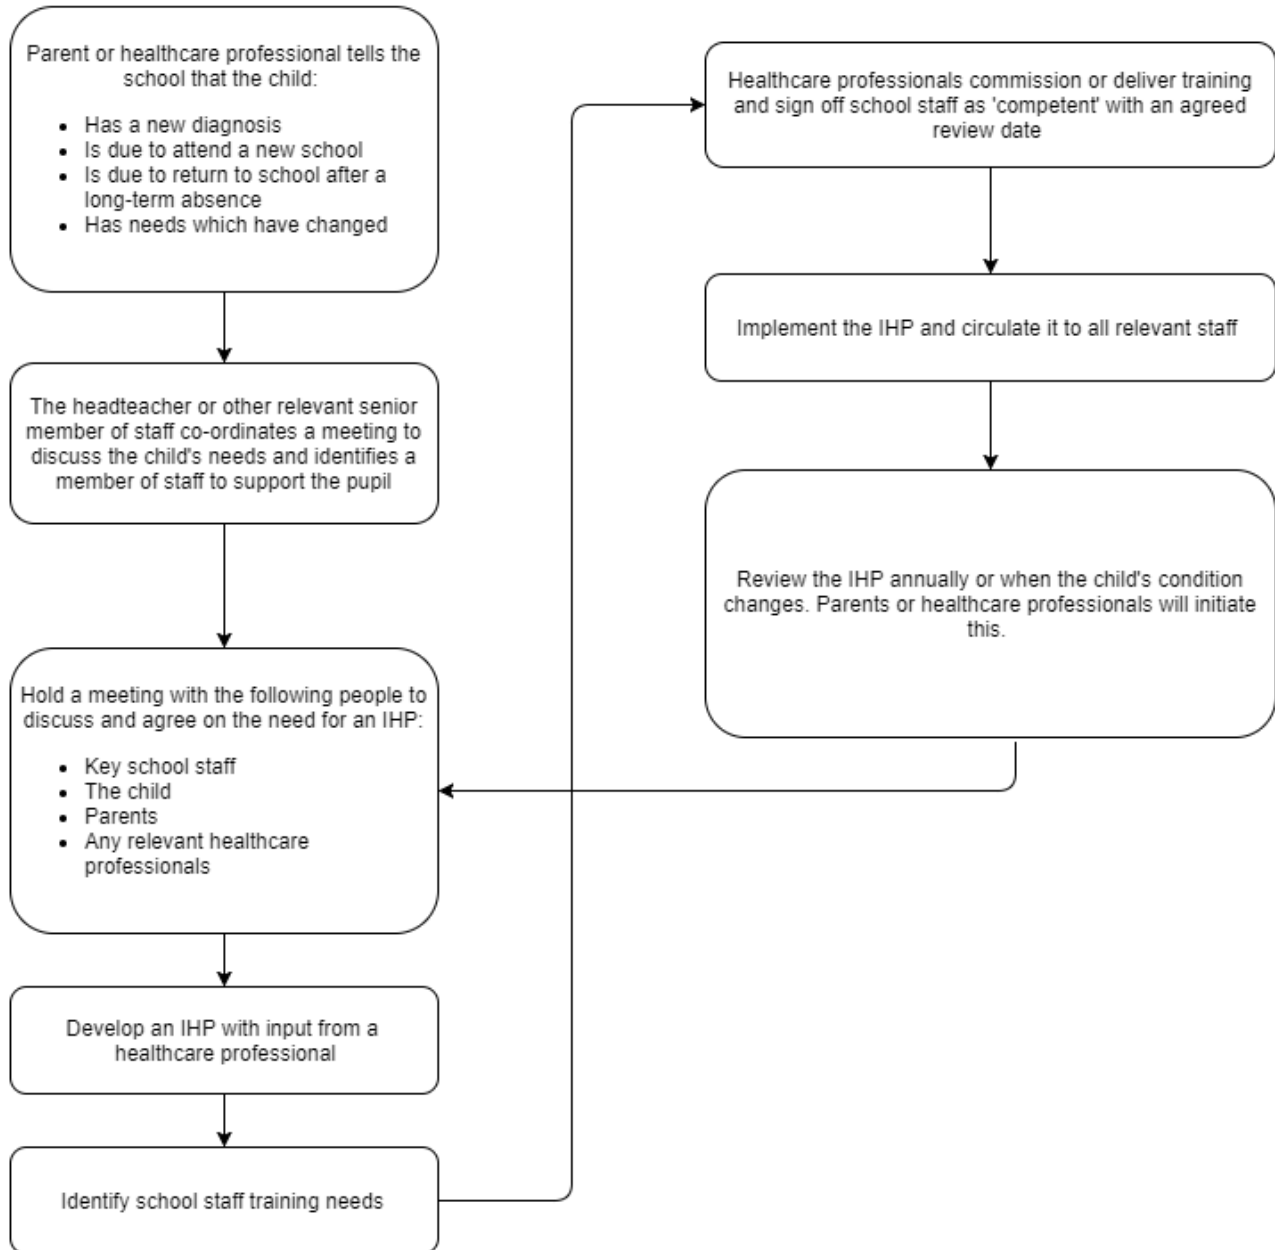 Parent or healthcare professional tells the
school that the child:
• Has a new diagnosis
• Is due to attend a new school
• Is due to return to school after a
long-term absence
• Has needs which have changed
The headteacher or other relevant senior
member of staff co-ordinates a meeting to
discuss the child's needs and identifies a
member of staff to support the pupil
Hold a meeting with the following people to
discuss and agree on the need for an IHP:
• Key school staff
• The child
• Parents
• Any relevant healthcare
professionals
Develop an IHP with input from a
healthcare professional
Identify school staff training needs
Healthcare professionals commission or deliver training
and sign off school staff as 'competent' with an agreed
review date
Implement the IHP and circulate it to all relevant staff
Review the IHP annually or when the child's condition
changes. Parents or healthcare professionals will initiate
this.